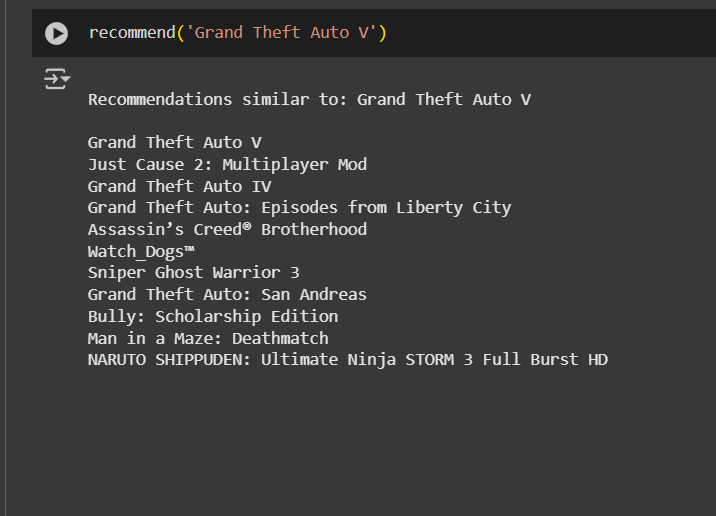 recommend('Grand Theft Auto V')
Recommendations similar to: Grand Theft Auto V
Grand Theft Auto V
Just Cause 2: Multiplayer Mod
Grand Theft Auto IV
Grand Theft Auto: Episodes from Liberty City
Assassin’s Creed® Brotherhood
Watch_Dogs™
Sniper Ghost Warrior 3
Grand Theft Auto: San Andreas
Bully: Scholarship Edition
Man in a Maze: Deathmatch
NARUTO SHIPPUDEN: Ultimate Ninja STORM 3 Full Burst HD